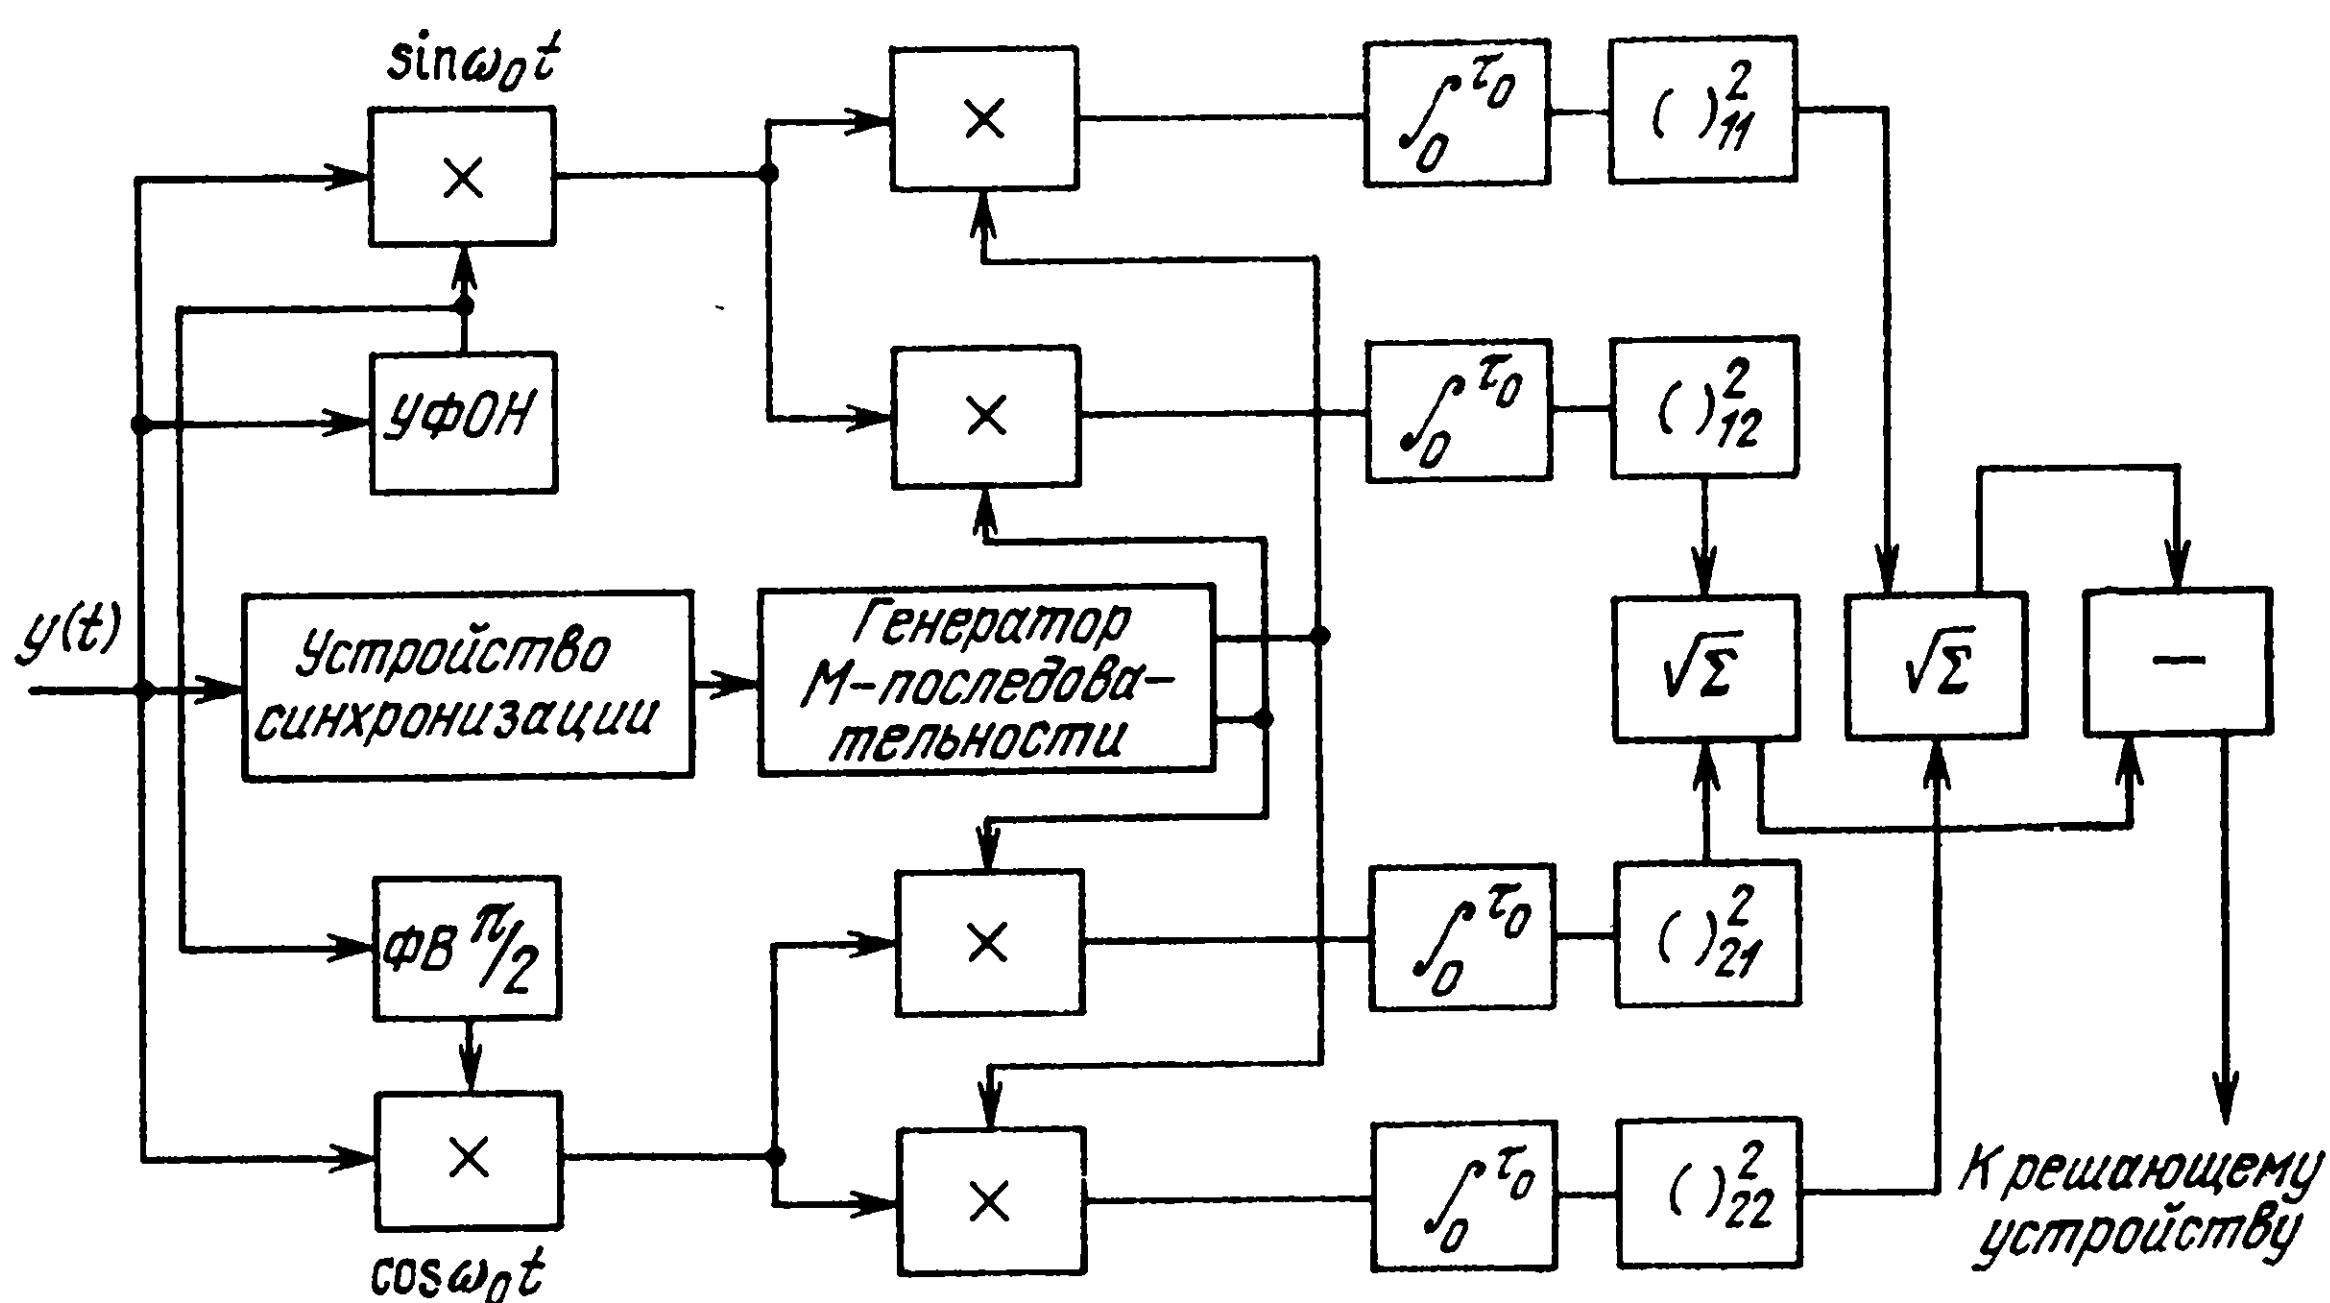 sinω₀t
×
×
∫₀^τ₀
( )²₁₁
УФОН
×
∫₀^τ₀
( )²₁₂
y(t)
Устройство
синхронизации
Генератор
М-последова-
тельности
√Σ
√Σ
—
ФВ π/2
×
∫₀^τ₀
( )²₂₁
×
cosω₀t
×
∫₀^τ₀
( )²₂₂
К решающему
устройству